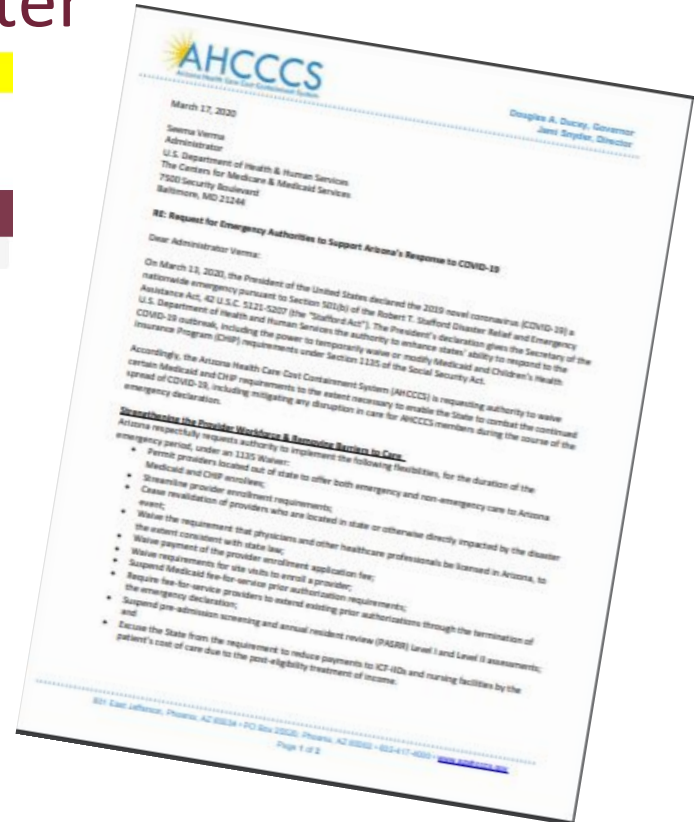 ter
AHCCCS
Arizona Health Care Cost Containment System
Douglas A. Ducey, Governor
Jami Snyder, Director
March 17, 2020
Seema Verma
Administrator
U.S. Department of Health & Human Services
The Centers for Medicare & Medicaid Services
7500 Security Boulevard
Baltimore, MD 21244
RE: Request for Emergency Authorities to Support Arizona's Response to COVID-19
Dear Administrator Verma:
On March 13, 2020, the President of the United States declared the 2019 novel coronavirus (COVID-19) a
nationwide emergency pursuant to Section 501(b) of the Robert T. Stafford Disaster Relief and Emergency
Assistance Act, 42 U.S.C. 5121-5207 (the "Stafford Act"). The President's declaration gives the Secretary of the
U.S. Department of Health and Human Services the authority to enhance states' ability to respond to the
COVID-19 outbreak, including the power to temporarily waive or modify Medicaid and Children's Health
Insurance Program (CHIP) requirements under Section 1135 of the Social Security Act.
Accordingly, the Arizona Health Care Cost Containment System (AHCCCS) is requesting authority to waive
certain Medicaid and CHIP requirements to the extent necessary to enable the State to combat the continued
spread of COVID-19, including mitigating any disruption in care for AHCCCS members during the course of the
emergency declaration.
Strengthening the Provider Workforce & Removing Barriers to Care
Arizona respectfully requests authority to implement the following flexibilities, for the duration of the
emergency period, under an 1135 Waiver:
• Permit providers located out of state to offer both emergency and non-emergency care to Arizona
Medicaid and CHIP enrollees;
• Streamline provider enrollment requirements;
• Cease revalidation of providers who are located in state or otherwise directly impacted by the disaster
event;
• Waive the requirement that physicians and other healthcare professionals be licensed in Arizona, to
the extent consistent with state law;
• Waive payment of the provider enrollment application fee;
• Waive requirements for site visits to enroll a provider;
• Suspend Medicaid fee-for-service prior authorization requirements;
• Require fee-for-service providers to extend existing prior authorizations through the termination of
the emergency declaration;
• Suspend pre-admission screening and annual resident review (PASRR) Level I and Level II assessments;
and
• Excuse the State from the requirement to reduce payments to ICF-IIDs and nursing facilities by the
patient's cost of care due to the post-eligibility treatment of income.
801 East Jefferson, Phoenix, AZ 85034 • PO Box 25520, Phoenix, AZ 85002 • 602-417-4000 • www.azahcccs.gov
Page 1 of 2